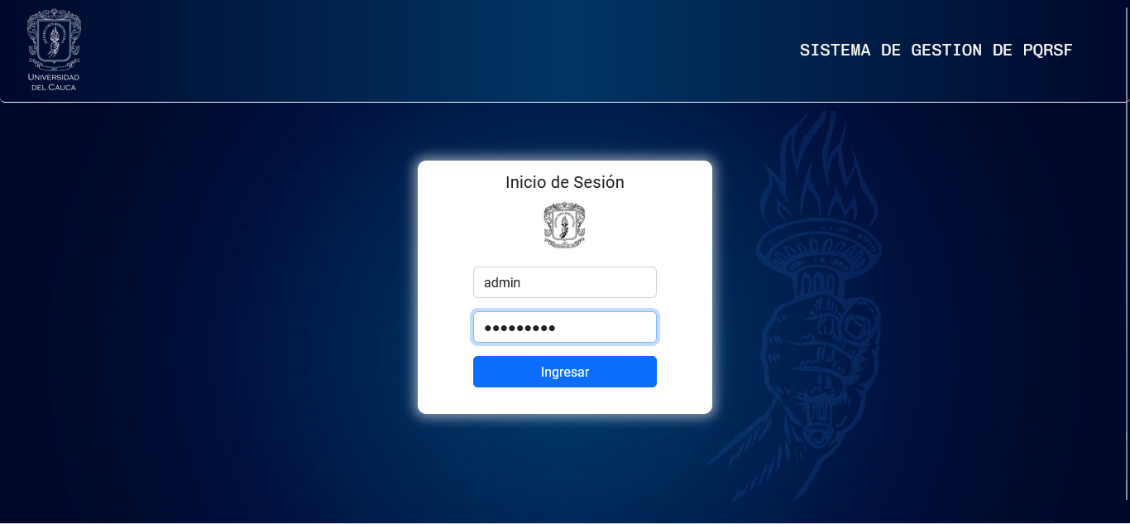 UNIVERSIDAD
DEL CAUCA
SISTEMA DE GESTION DE PQRSF
Inicio de Sesión
admin
●●●●●●●●●
Ingresar